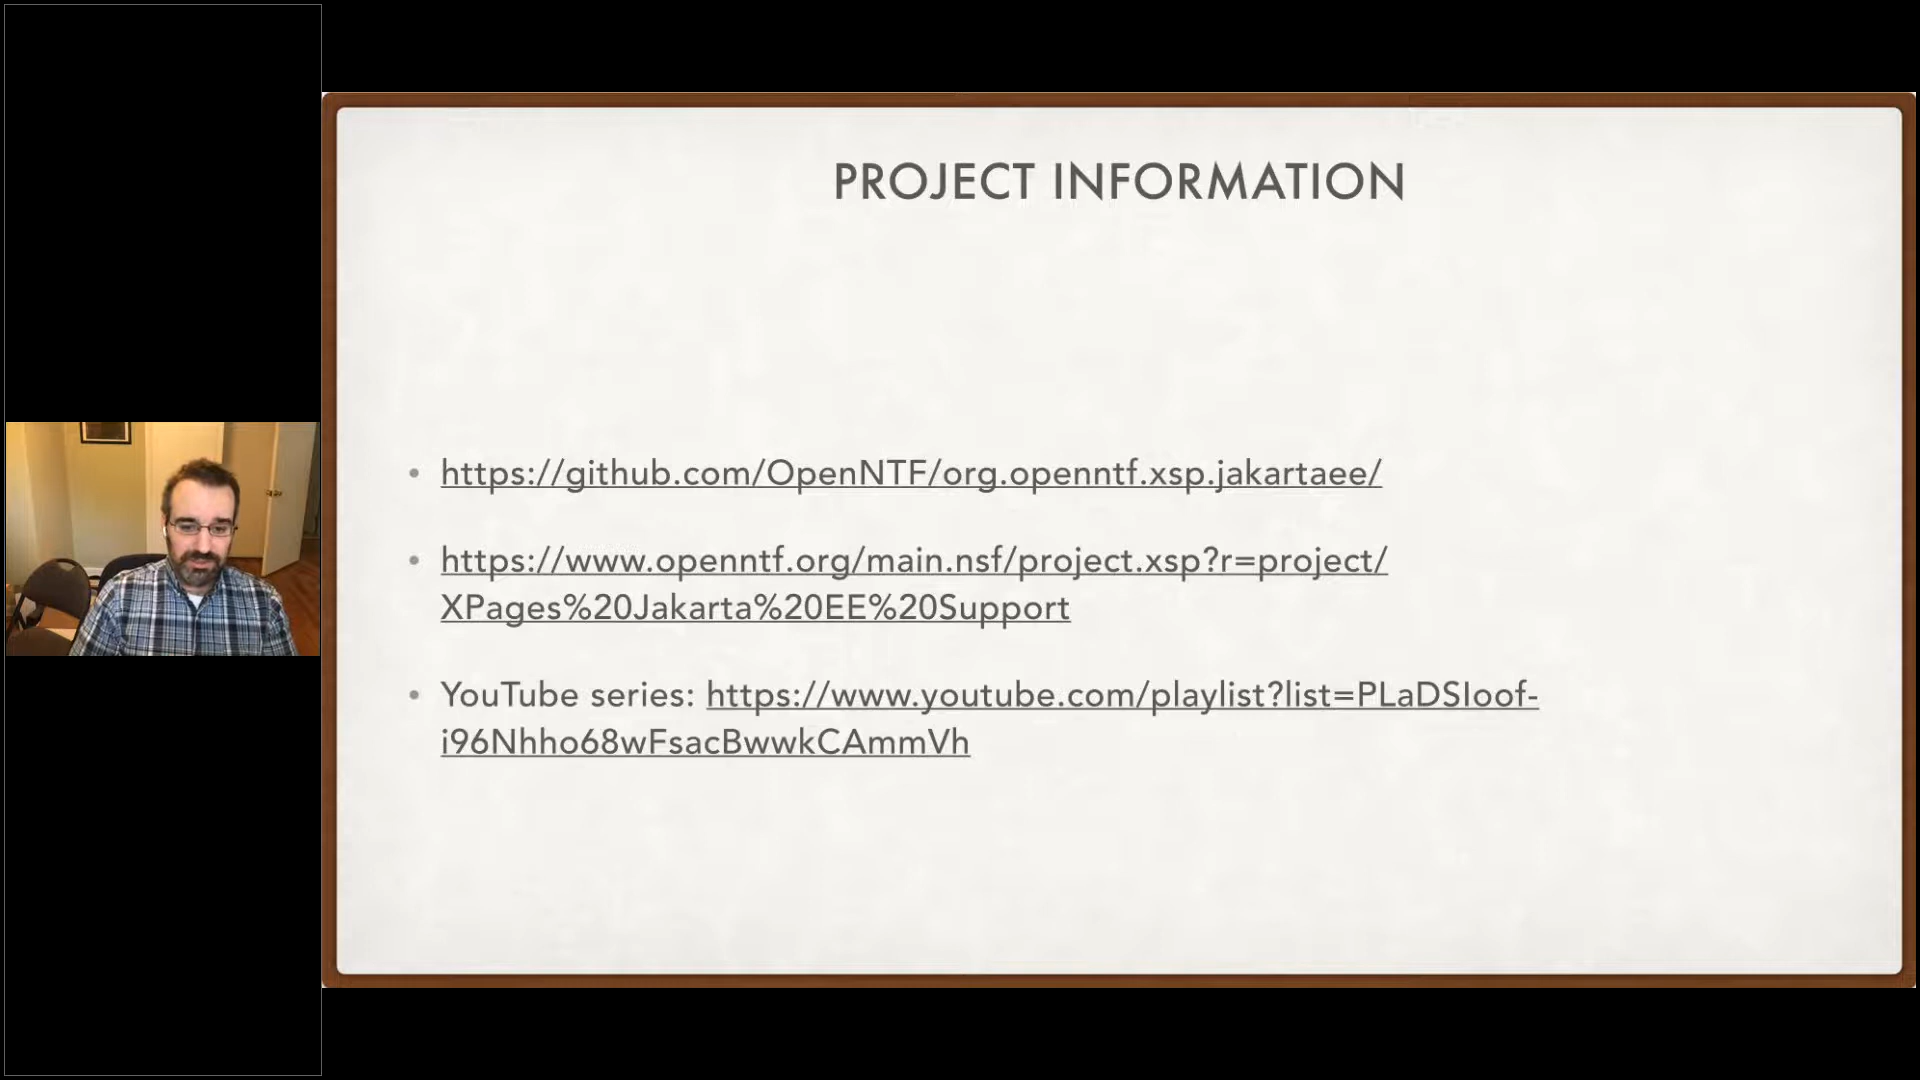 PROJECT INFORMATION
• https://github.com/OpenNTF/org.openntf.xsp.jakartaee/
• https://www.openntf.org/main.nsf/project.xsp?r=project/
XPages%20Jakarta%20EE%20Support
• YouTube series: https://www.youtube.com/playlist?list=PLaDSIoof-
i96Nhho68wFsacBwwkCAmmVh